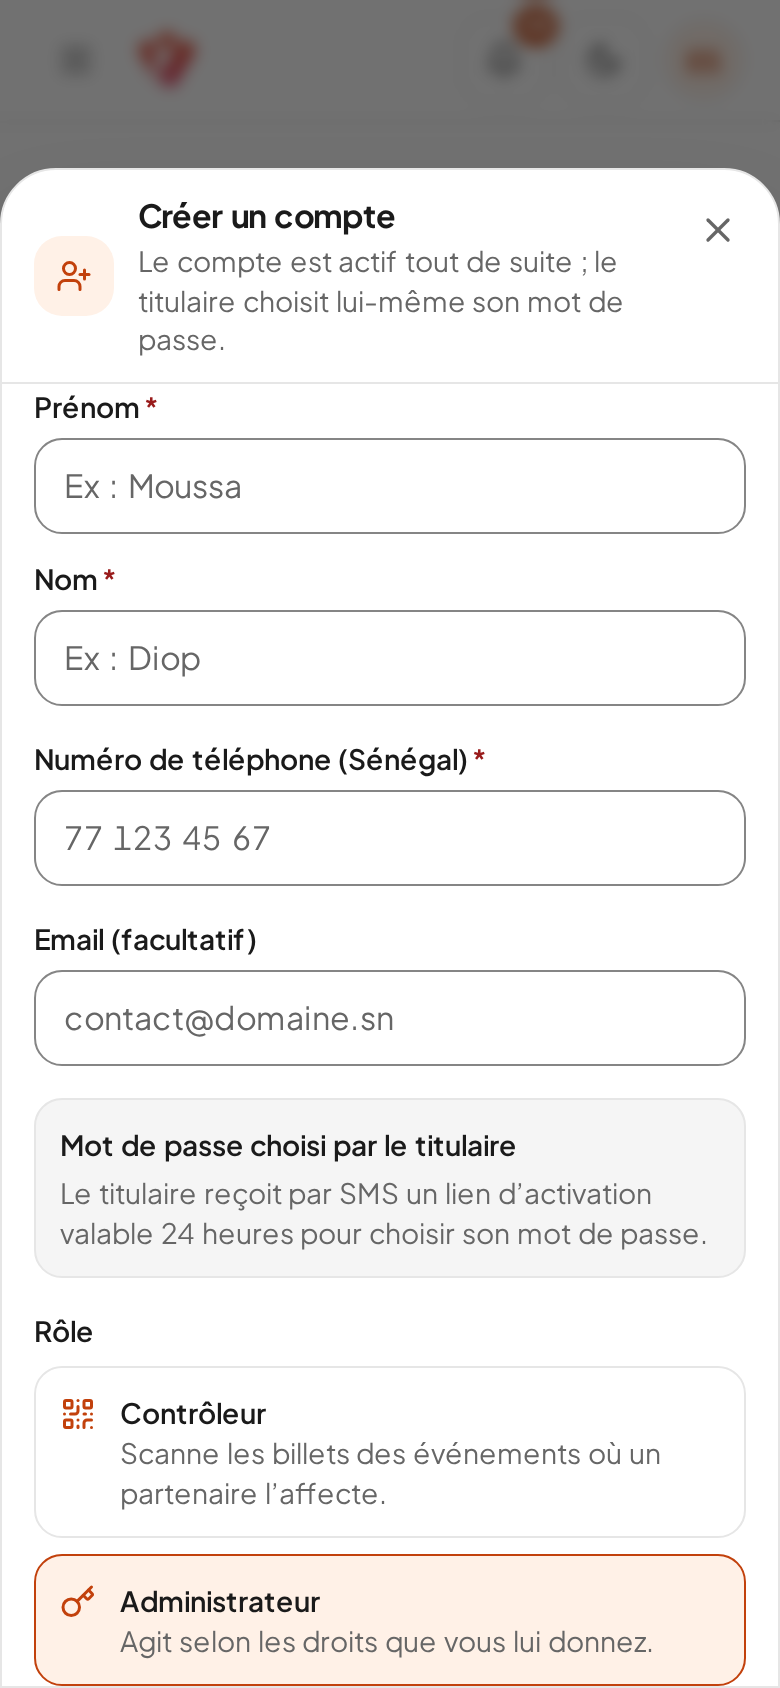 Créer un compte
Le compte est actif tout de suite ; le
titulaire choisit lui-même son mot de
passe.
Prénom *
Ex : Moussa
Nom *
Ex : Diop
Numéro de téléphone (Sénégal) *
77 123 45 67
Email (facultatif)
contact@domaine.sn
Mot de passe choisi par le titulaire
Le titulaire reçoit par SMS un lien d’activation
valable 24 heures pour choisir son mot de passe.
Rôle
Contrôleur
Scanne les billets des événements où un
partenaire l’affecte.
Administrateur
Agit selon les droits que vous lui donnez.